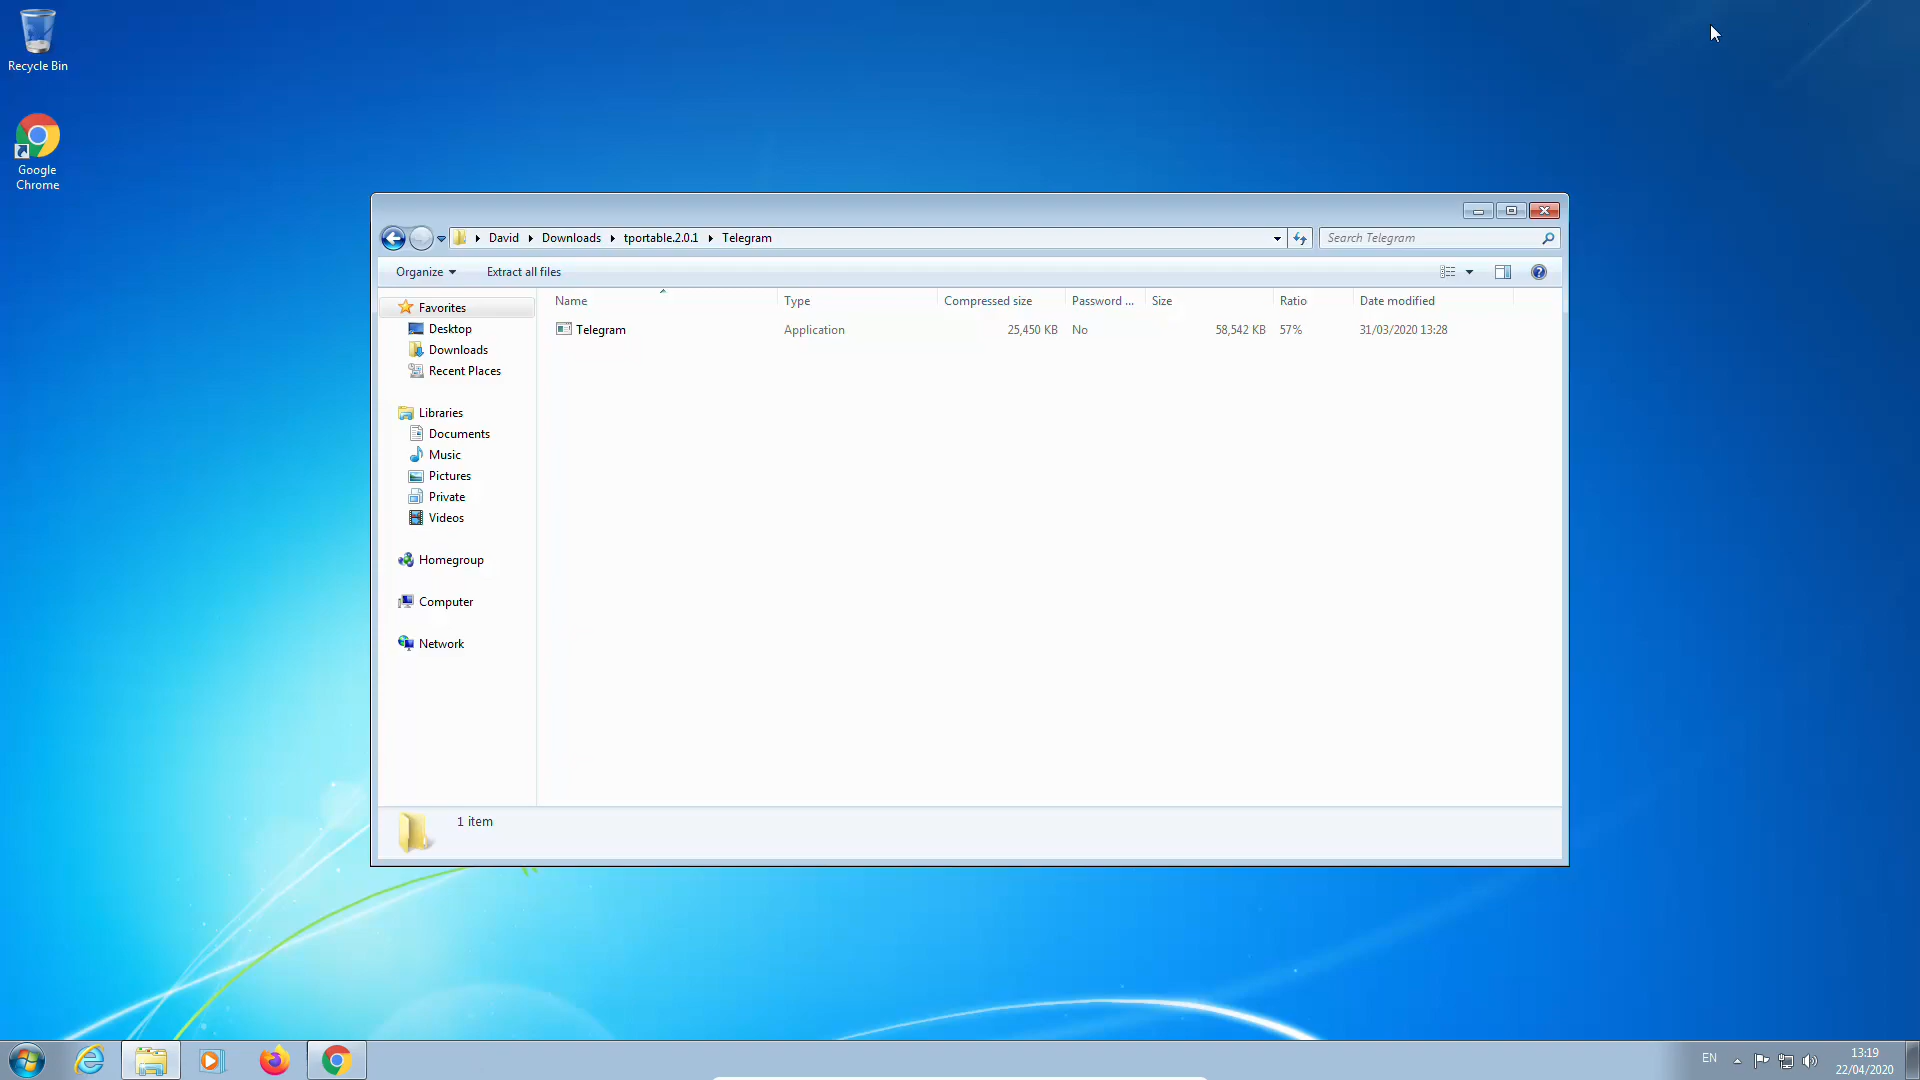 Recycle Bin
Google
Chrome
David Downloads tportable.2.0.1 Telegram
Search Telegram
Organize
Extract all files
Name Type Compressed size Password ... Size Ratio Date modified
Telegram Application 25,450 KB No 58,542 KB 57% 31/03/2020 13:28
Favorites
Desktop
Downloads
Recent Places
Libraries
Documents
Music
Pictures
Private
Videos
Homegroup
Computer
Network
1 item
EN
13:19
22/04/2020